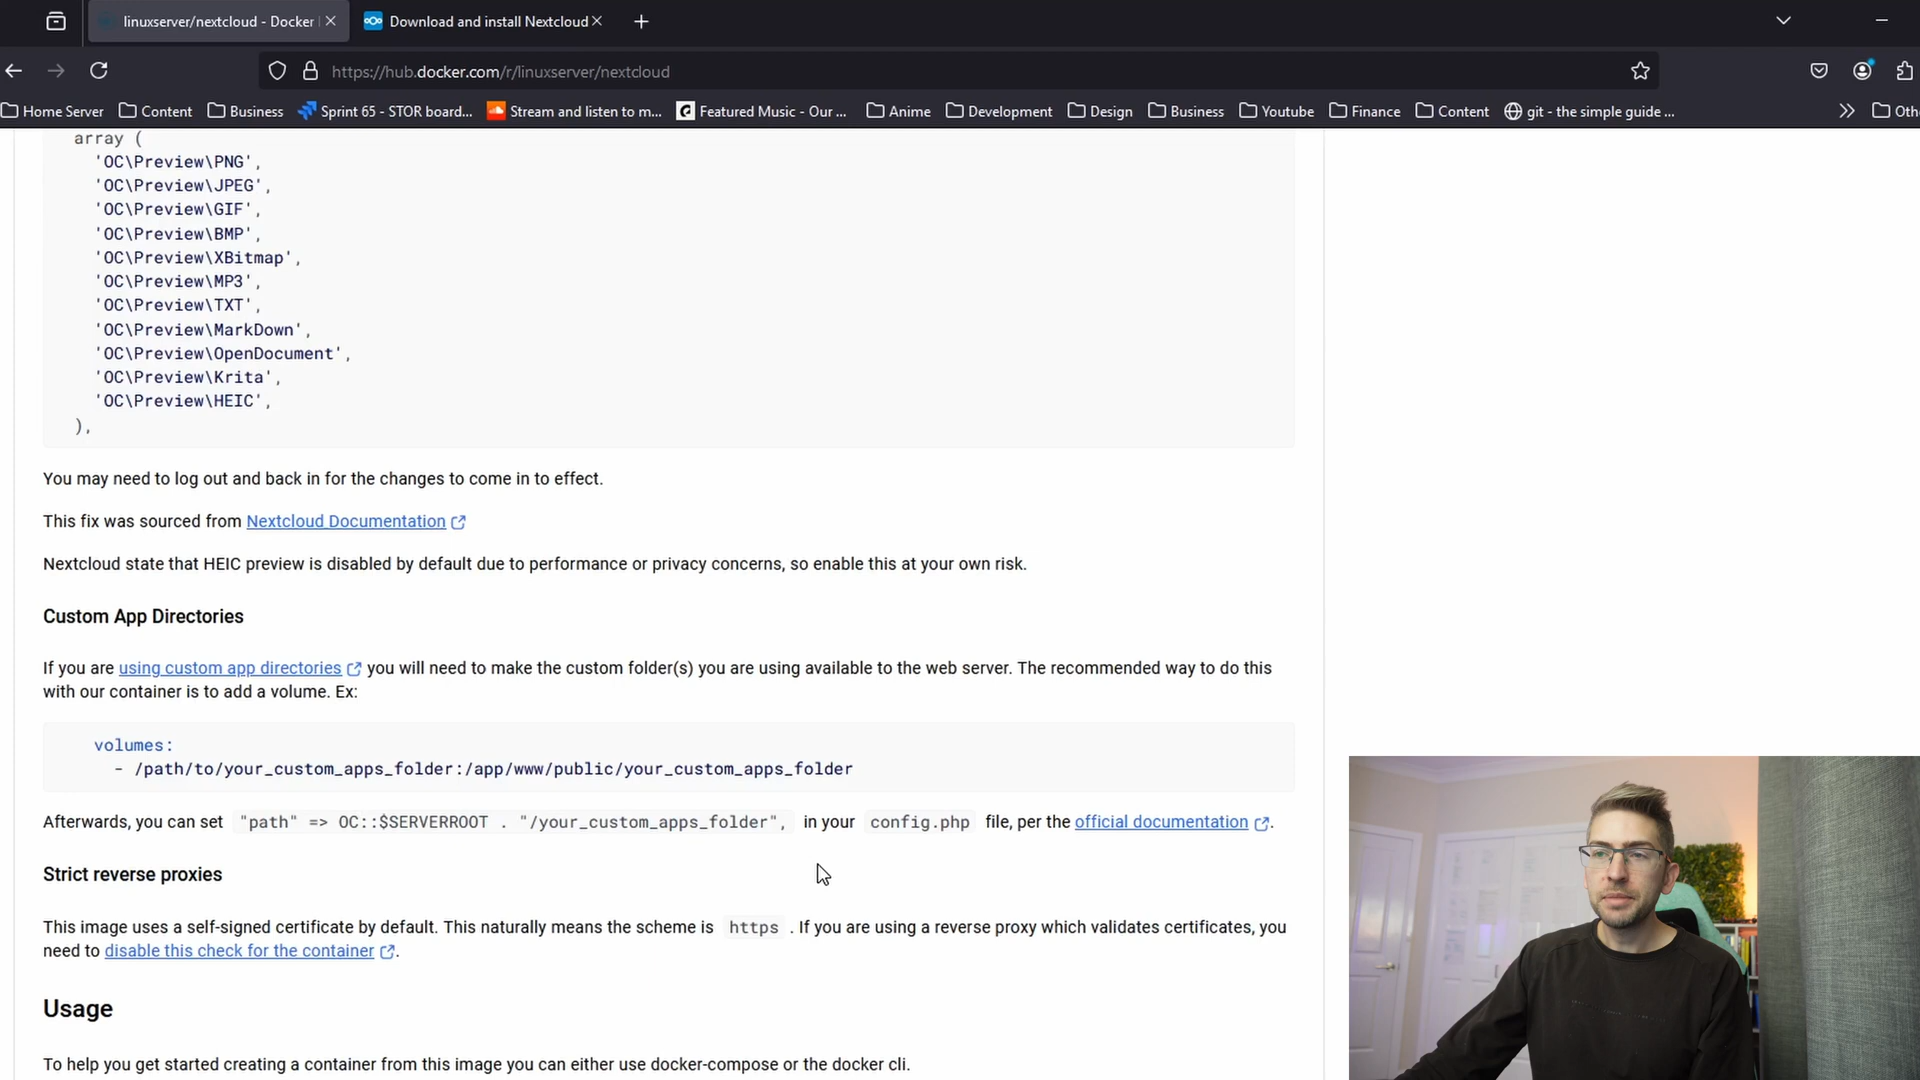 linuxserver/nextcloud - Docker
Download and install Nextcloud
https://hub.docker.com/r/linuxserver/nextcloud
Home Server
Content
Business
Sprint 65 - STOR board...
Stream and listen to m...
Featured Music - Our ...
Anime
Development
Design
Business
Youtube
Finance
Content
git - the simple guide ...
Oth
array (
'OC\Preview\PNG',
'OC\Preview\JPEG',
'OC\Preview\GIF',
'OC\Preview\BMP',
'OC\Preview\XBitmap',
'OC\Preview\MP3',
'OC\Preview\TXT',
'OC\Preview\MarkDown',
'OC\Preview\OpenDocument',
'OC\Preview\Krita',
'OC\Preview\HEIC',
),
You may need to log out and back in for the changes to come in to effect.
This fix was sourced from Nextcloud Documentation
Nextcloud state that HEIC preview is disabled by default due to performance or privacy concerns, so enable this at your own risk.
Custom App Directories
If you are using custom app directories you will need to make the custom folder(s) you are using available to the web server. The recommended way to do this
with our container is to add a volume. Ex:
volumes:
- /path/to/your_custom_apps_folder:/app/www/public/your_custom_apps_folder
Afterwards, you can set "path" => OC::$SERVERROOT . "/your_custom_apps_folder", in your config.php file, per the official documentation.
Strict reverse proxies
This image uses a self-signed certificate by default. This naturally means the scheme is https . If you are using a reverse proxy which validates certificates, you
need to disable this check for the container.
Usage
To help you get started creating a container from this image you can either use docker-compose or the docker cli.